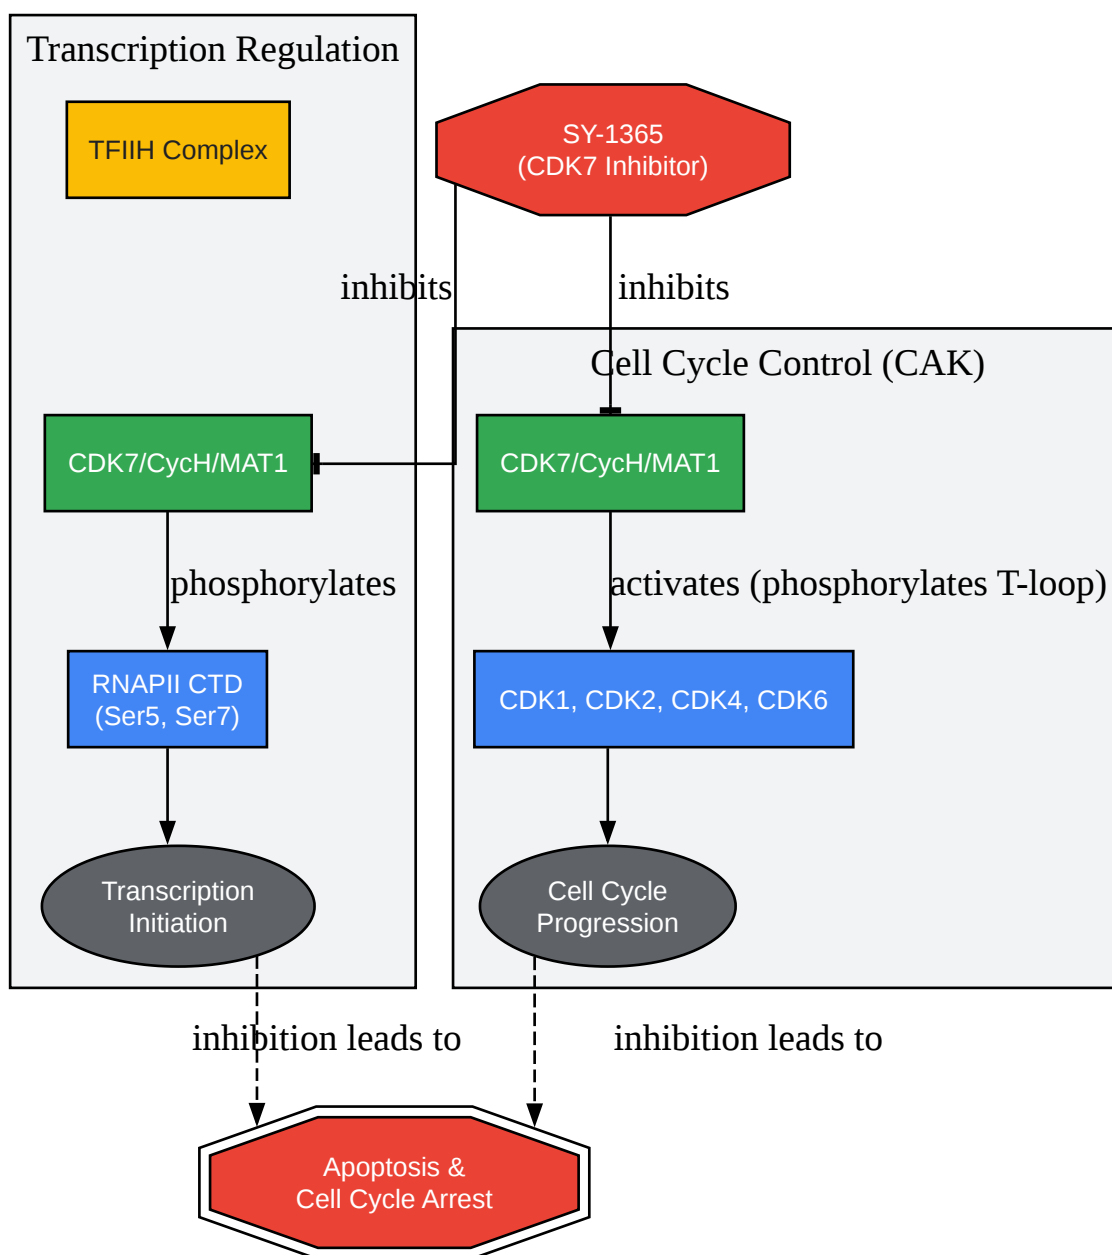 Transcription Regulation
TFIIH Complex
SY-1365
(CDK7 Inhibitor)
inhibits
inhibits
Cell Cycle Control (CAK)
CDK7/CycH/MAT1
CDK7/CycH/MAT1
phosphorylates
activates (phosphorylates T-loop)
RNAPII CTD
(Ser5, Ser7)
CDK1, CDK2, CDK4, CDK6
Transcription
Initiation
Cell Cycle
Progression
inhibition leads to
inhibition leads to
Apoptosis &
Cell Cycle Arrest